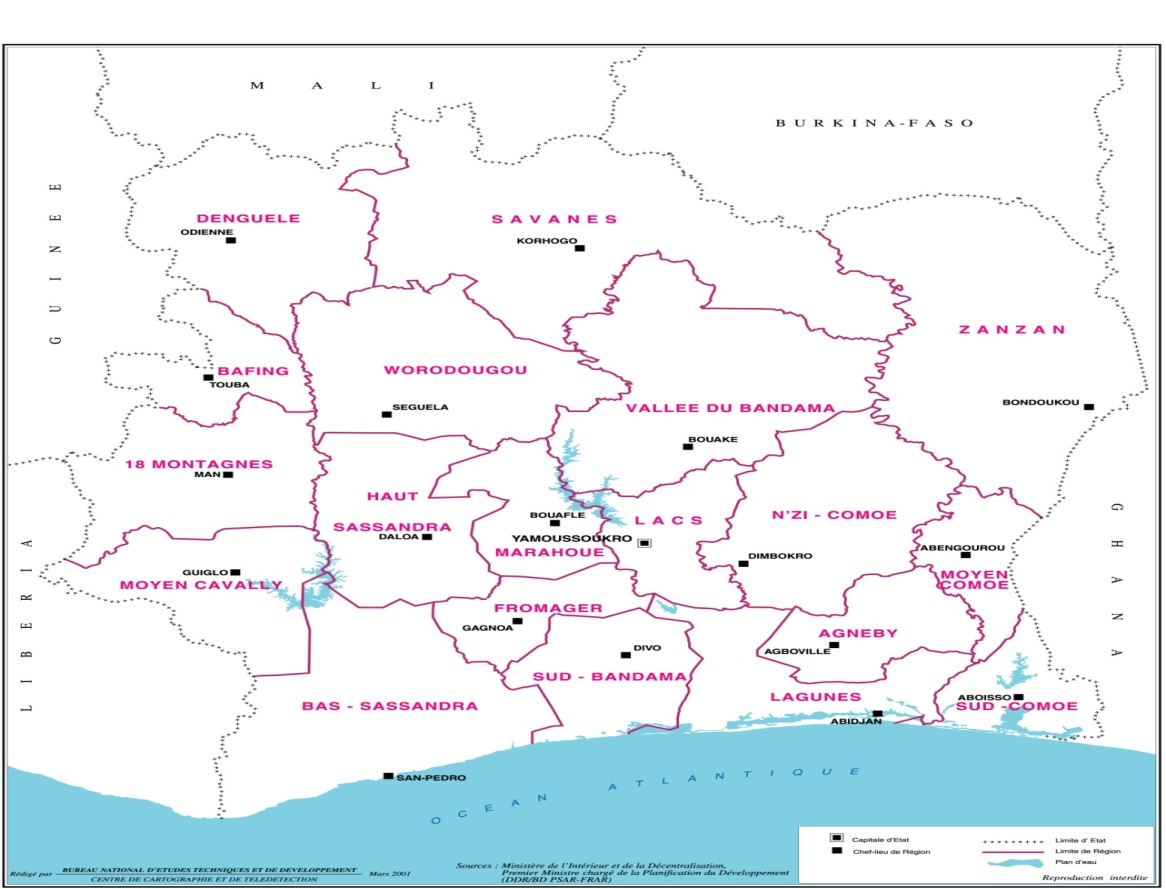 M A L I
BURKINA-FASO
G U I N E E
DENGUELE
ODIENNE
S A V A N E S
KORHOGO
Z A N Z A N
BONDOUKOU
BAFING
TOUBA
WORODOUGOU
SEGUELA
VALLEE DU BANDAMA
BOUAKE
18 MONTAGNES
MAN
HAUT
SASSANDRA
DALOA
BOUAFLE
YAMOUSSOUKRO
MARAHOUE
L A C S
N'ZI - COMOE
DIMBOKRO
ABENGOUROU
MOYEN
COMOE
G H A N A
L I B E R I A
GUIGLO
MOYEN CAVALLY
FROMAGER
GAGNOA
DIVO
SUD - BANDAMA
AGNEBY
AGBOVILLE
LAGUNES
ABIDJAN
ABOISSO
SUD -COMOE
BAS - SASSANDRA
SAN-PEDRO
O C E A N A T L A N T I Q U E
Capitale d'Etat
Chef-lieu de Région
Limite d' Etat
Limite de Région
Plan d'eau
Reproduction interdite
Rédigé par BUREAU NATIONAL D'ETUDES TECHNIQUES ET DE DEVELOPPEMENT Mars 2001
CENTRE DE CARTOGRAPHIE ET DE TELEDETECTION
Sources : Ministère de l'Intérieur et de la Décentralisation,
Premier Ministre chargé de la Planification du Développement
(DDR/BD PSAR-FRAR)